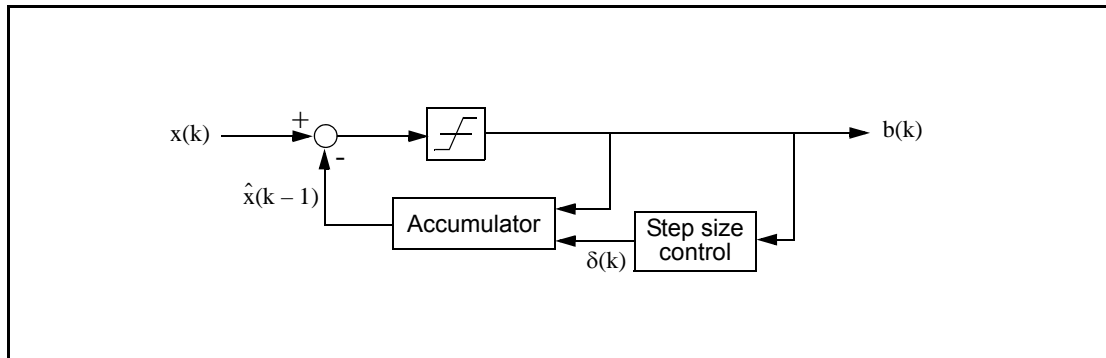 x(k)
+
-
b(k)
x̂(k – 1)
Accumulator
Step size
control
δ(k)